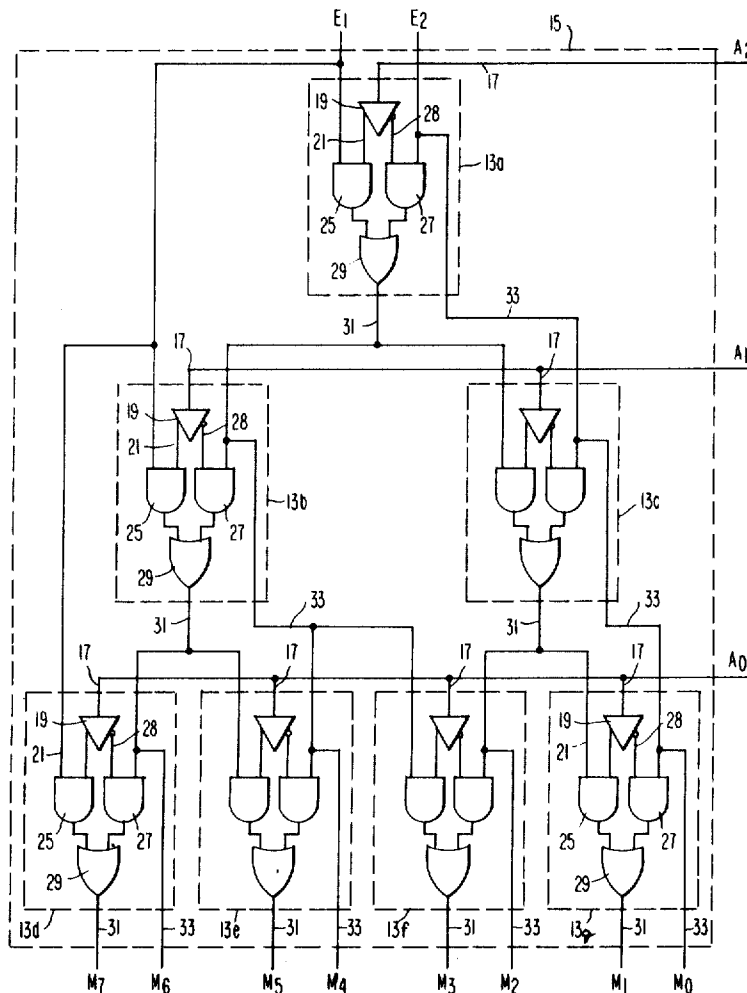 E1 E2 15 A2
17
19 28
21 13a
25 27
29
33
31
17 A1
17
19 28
21
13b 13c
25 27
29
33 33
31 31
17 17 17 17 A0
19 28 19 28
21 21
25 27 25 27
29 29
13d 31 33 13e 31 33 13f 31 33 13g 31 33
M7 M6 M5 M4 M3 M2 M1 M0